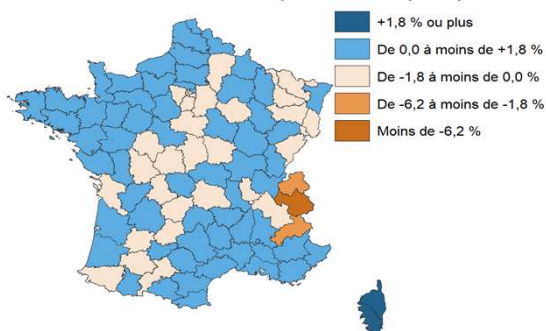 +1,8 % ou plus
De 0,0 à moins de +1,8 %
De -1,8 à moins de 0,0 %
De -6,2 à moins de -1,8 %
Moins de -6,2 %